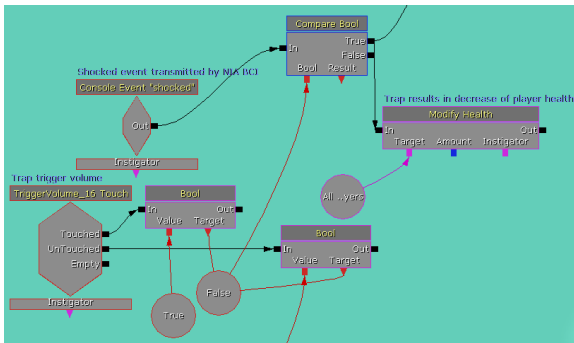 Compare Bool
In
True
False
Bool Result
Shocked event transmitted by NIA BCI
Console Event "shocked"
Out
Instigator
Trap results in decrease of player health
Modify Health
In
Out
Target Amount Instigator
Trap trigger volume
TriggerVolume_16 Touch
Touched
UnTouched
Empty
Instigator
Bool
In
Out
Value Target
All ..yers
Bool
In
Out
Value Target
True
False